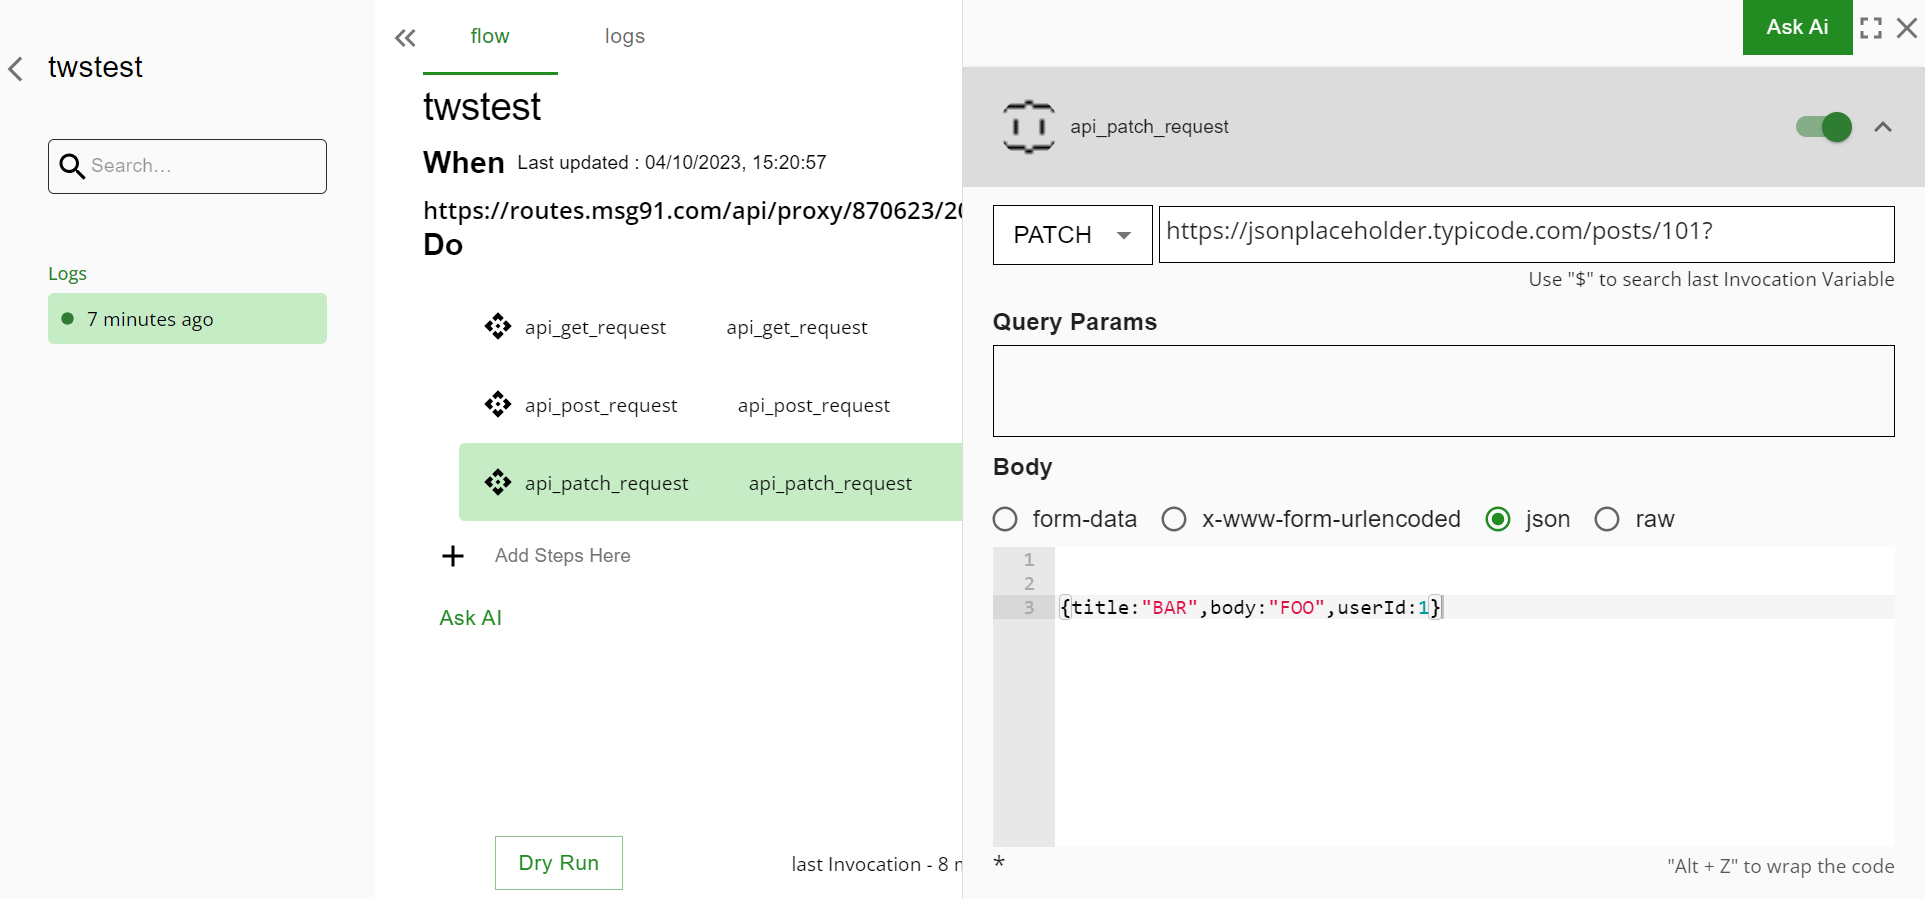 twstest
Search...
Logs
7 minutes ago
flow
logs
twstest
When Last updated : 04/10/2023, 15:20:57
https://routes.msg91.com/api/proxy/870623/20
Do
api_get_request api_get_request
api_post_request api_post_request
api_patch_request api_patch_request
Add Steps Here
Ask AI
Dry Run
last Invocation - 8
Ask Ai
api_patch_request
PATCH
https://jsonplaceholder.typicode.com/posts/101?
Use "$" to search last Invocation Variable
Query Params
Body
form-data x-www-form-urlencoded json raw
1
2
3 {title:"BAR",body:"FOO",userId:1}
*
"Alt + Z" to wrap the code